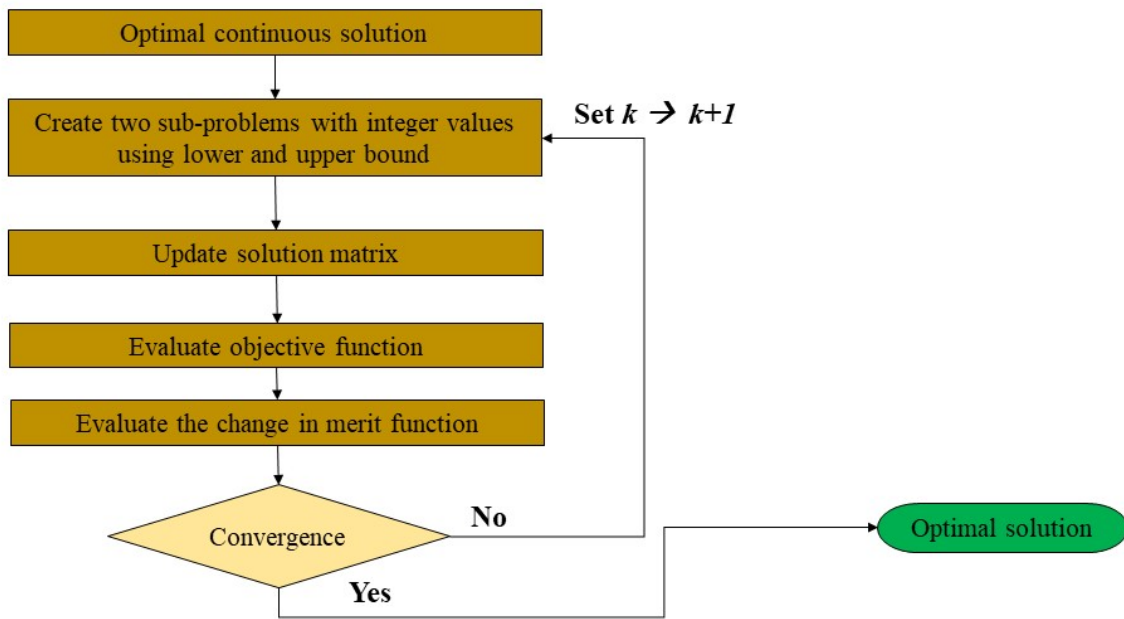 Optimal continuous solution
Set k → k+1
Create two sub-problems with integer values
using lower and upper bound
Update solution matrix
Evaluate objective function
Evaluate the change in merit function
No
Convergence
Optimal solution
Yes